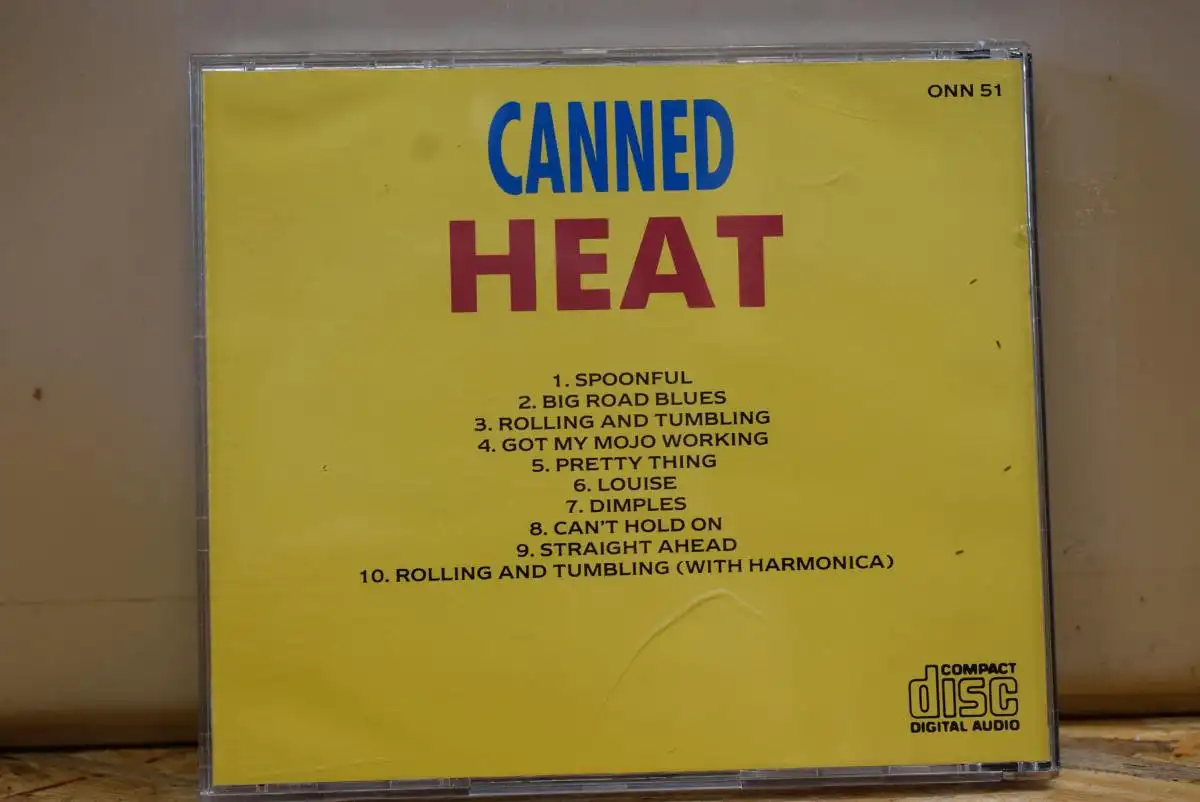 ONN 51
CANNED
HEAT
1. SPOONFUL
2. BIG ROAD BLUES
3. ROLLING AND TUMBLING
4. GOT MY MOJO WORKING
5. PRETTY THING
6. LOUISE
7. DIMPLES
8. CAN'T HOLD ON
9. STRAIGHT AHEAD
10. ROLLING AND TUMBLING (WITH HARMONICA)
COMPACT
disc
DIGITAL AUDIO